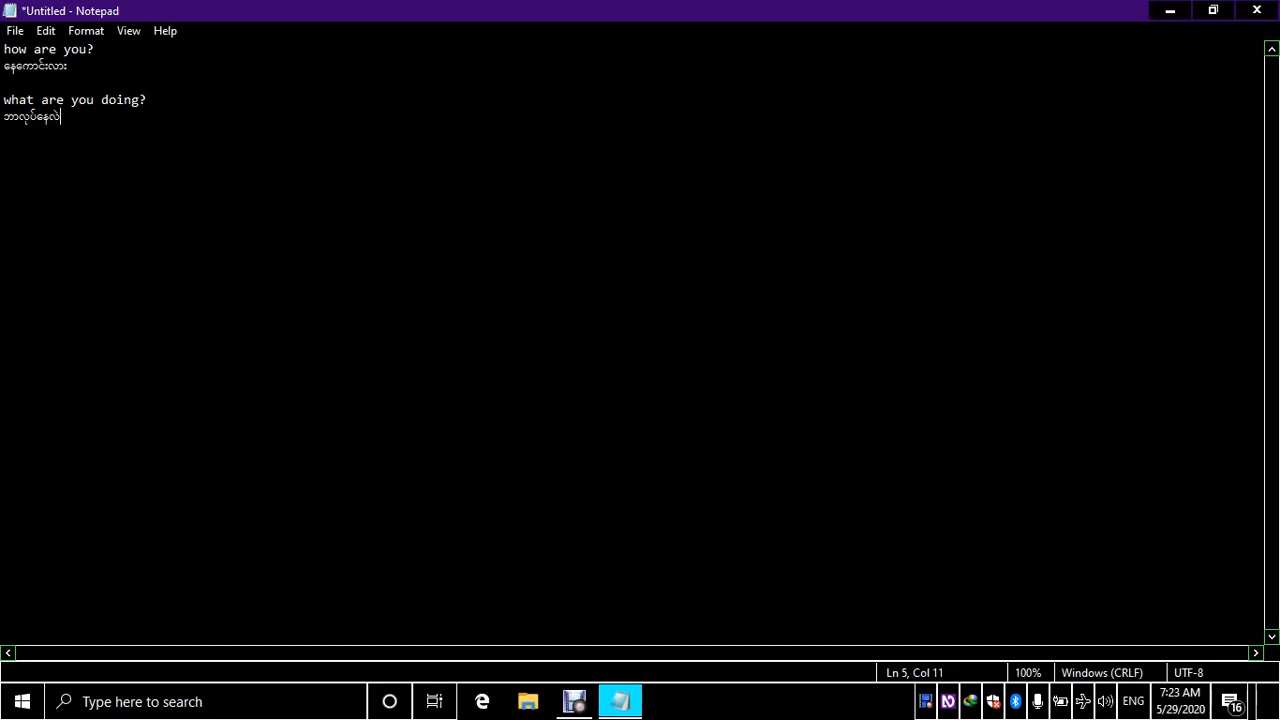 *Untitled - Notepad
File Edit Format View Help
how are you?
နေကောင်းလား
what are you doing?
ဘာလုပ်နေလဲ
Ln 5, Col 11 100% Windows (CRLF) UTF-8
Type here to search
ENG
7:23 AM
5/29/2020
16